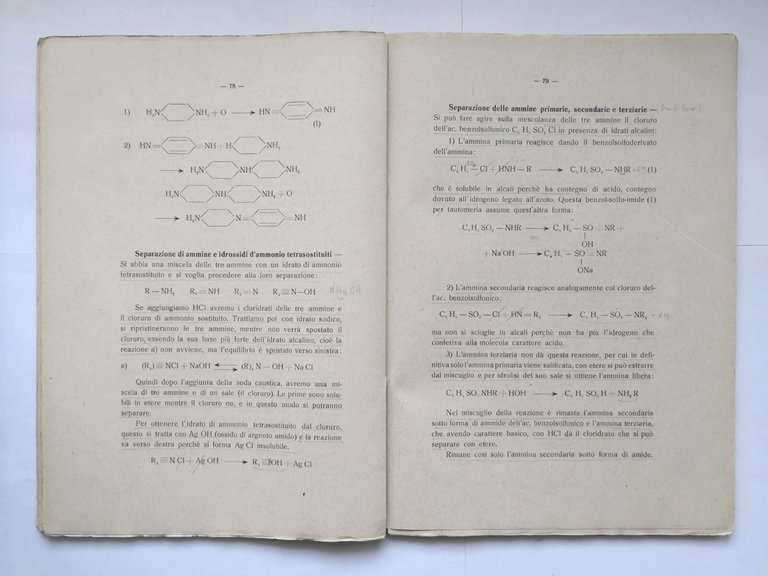 — 78 —
1) H₂N NH₂ + O ⟶ HN= =NH
(I)
2) HN= =NH + H NH₂
⟶ H₂N NH NH₂
H₂N NH NH₂ + O
⟶ H₂N N= =NH
Separazione di ammine e idrossidi d'ammonio tetrasostituiti —
Si abbia una miscela delle tre ammine con un idrato di ammonio
tetrasostituito e si voglia procedere alla loro separazione:
R — NH₂ R₂ = NH R₃ ≡ N R₄ ≡ N—OH NH₄OH
Se aggiungiamo HCl avremo i cloridrati delle tre ammine e
il cloruro di ammonio sostituito. Trattiamo poi con idrato sodico,
si ripristineranno le tre ammine, mentre non verrà spostato il
cloruro, essendo la sua base più forte dell'idrato alcalino, cioè la
reazione a) non avviene, ma l'equilibrio è spostato verso sinistra:
a) (R₄) ≡ NCl + NaOH ⇄ (R)₄ N — OH + Na Cl
Quindi dopo l'aggiunta della soda caustica, avremo una mi-
scela di tre ammine e di un sale (il cloruro). Le prime sono solu-
bili in etere mentre il cloruro no, e in questo modo si potranno
separare.
Per ottenere l'idrato di ammonio tetrasostituito dal cloruro,
questo si tratta con Ag OH (ossido di argento umido) e la reazione
va verso destra perchè si forma Ag Cl insolubile.
R₄ ≡ N Cl + Ag OH ⟶ R₄ ≡ IOH + Ag Cl
— 79 —
Separazione delle ammine primarie, secondarie e terziarie —
Si può fare agire sulla mescolanza delle tre ammine il cloruro
dell'ac. benzolsolfonico C₆ H₅ SO₂ Cl in presenza di idrati alcalini:
1) L'ammina primaria reagisce dando il benzolsolfoderivato
dell'ammina:
C₆ H₅ SO₂ — Cl + HNH — R ⟶ C₆ H₅ SO₂ — NHR (1)
che è solubile in alcali perchè ha contegno di acido, contegno
dovuto all'idrogeno legato all'azoto. Questa benzol-solfo-imide (1)
per tautomeria assume quest'altra forma:
C₆ H₅ SO₂ — NHR ⟶ C₆ H₅ — SO = NR +
|
OH
+ Na OH ⟶ C₆ H₅ — SO = NR
|
ONa
2) L'ammina secondaria reagisce analogamente col cloruro del-
l'ac. benzolsolfonico:
C₆ H₅ — SO₂ — Cl + HN = R₂ ⟶ C₆ H₅ — SO₂ — NR₂
ma non si scioglie in alcali perchè non ha più l'idrogeno che
conferiva alla molecola carattere acido.
3) L'ammina terziaria non dà questa reazione, per cui in defi-
nitiva solo l'ammina primaria viene salificata, con etere si può estrarre
dal miscuglio e per idrolisi del suo sale si ottiene l'ammina libera:
C₆ H₅ SO₂ NHR + HOH ⟶ C₆ H₅ SO₃ H + NH₂ R
Nel miscuglio della reazione è rimasta l'ammina secondaria
sotto forma di ammide dell'ac. benzolsolfonico e l'ammina terziaria,
che avendo carattere basico, con HCl dà il cloridrato che si può
separare con etere.
Rimane così solo l'ammina secondaria sotto forma di amide.